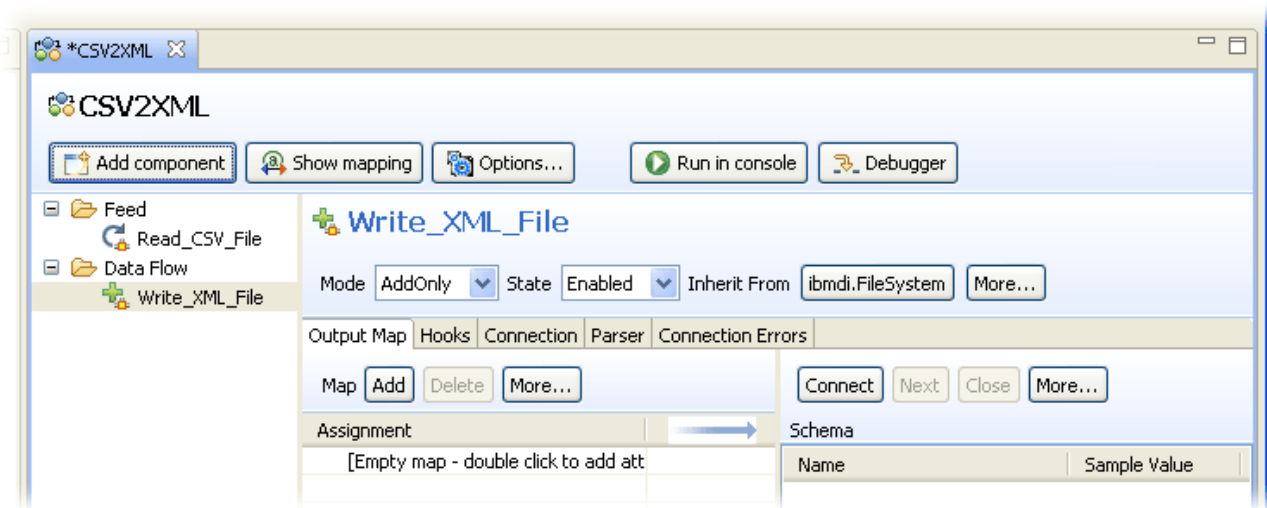 *CSV2XML
CSV2XML
Add component Show mapping Options... Run in console Debugger
Feed
Read_CSV_File
Data Flow
Write_XML_File
Write_XML_File
Mode AddOnly State Enabled Inherit From ibmdi.FileSystem More...
Output Map Hooks Connection Parser Connection Errors
Map Add Delete More...
Connect Next Close More...
Assignment
Schema
[Empty map - double click to add att
Name Sample Value